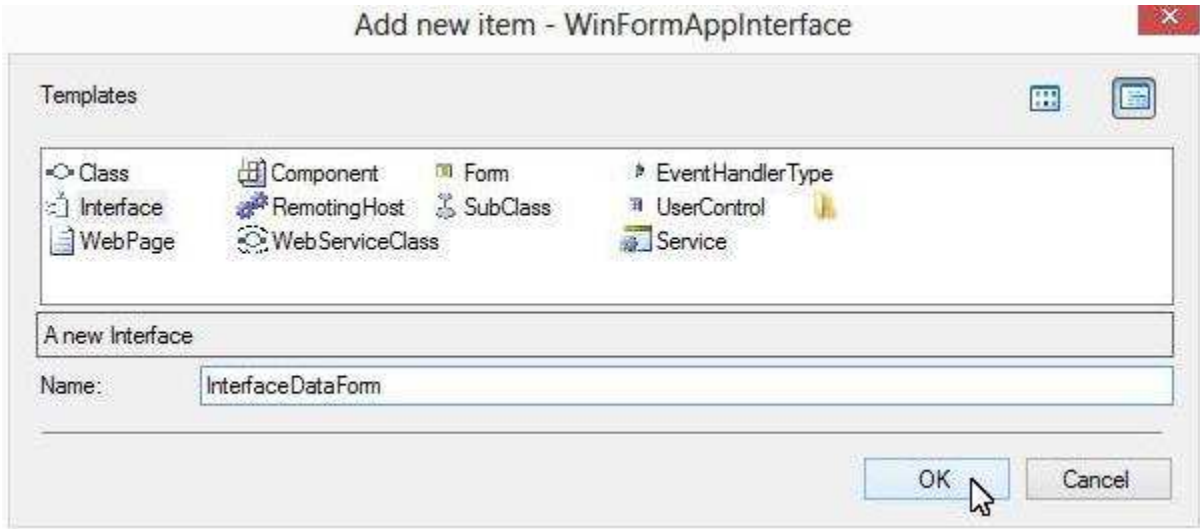 Add new item - WinFormAppInterface
Templates
Class Component Form EventHandlerType
Interface RemotingHost SubClass UserControl
WebPage WebServiceClass Service
A new Interface
Name: InterfaceDataForm
OK Cancel